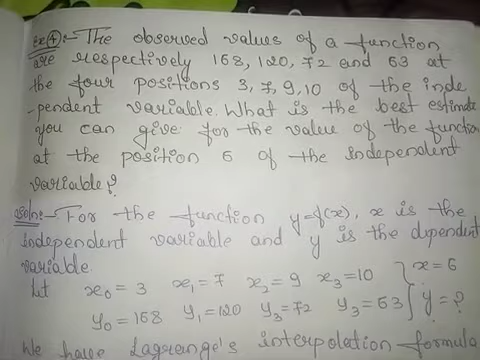 Ex ④:- The observed values of a function
are respectively 168, 120, 72 and 63 at
the four positions 3, 7, 9, 10 of the inde
-pendent variable. What is the best estimate
you can give for the value of the function
at the position 6 of the independent
variable?
Soln:- For the function y=f(x), x is the
independent variable and y is the dependent
variable.
Let x₀ = 3 x₁ = 7 x₂ = 9 x₃ = 10 } x = 6
y₀ = 168 y₁ = 120 y₃ = 72 y₃ = 63 } y = ?
We have Lagrange's interpolation formula